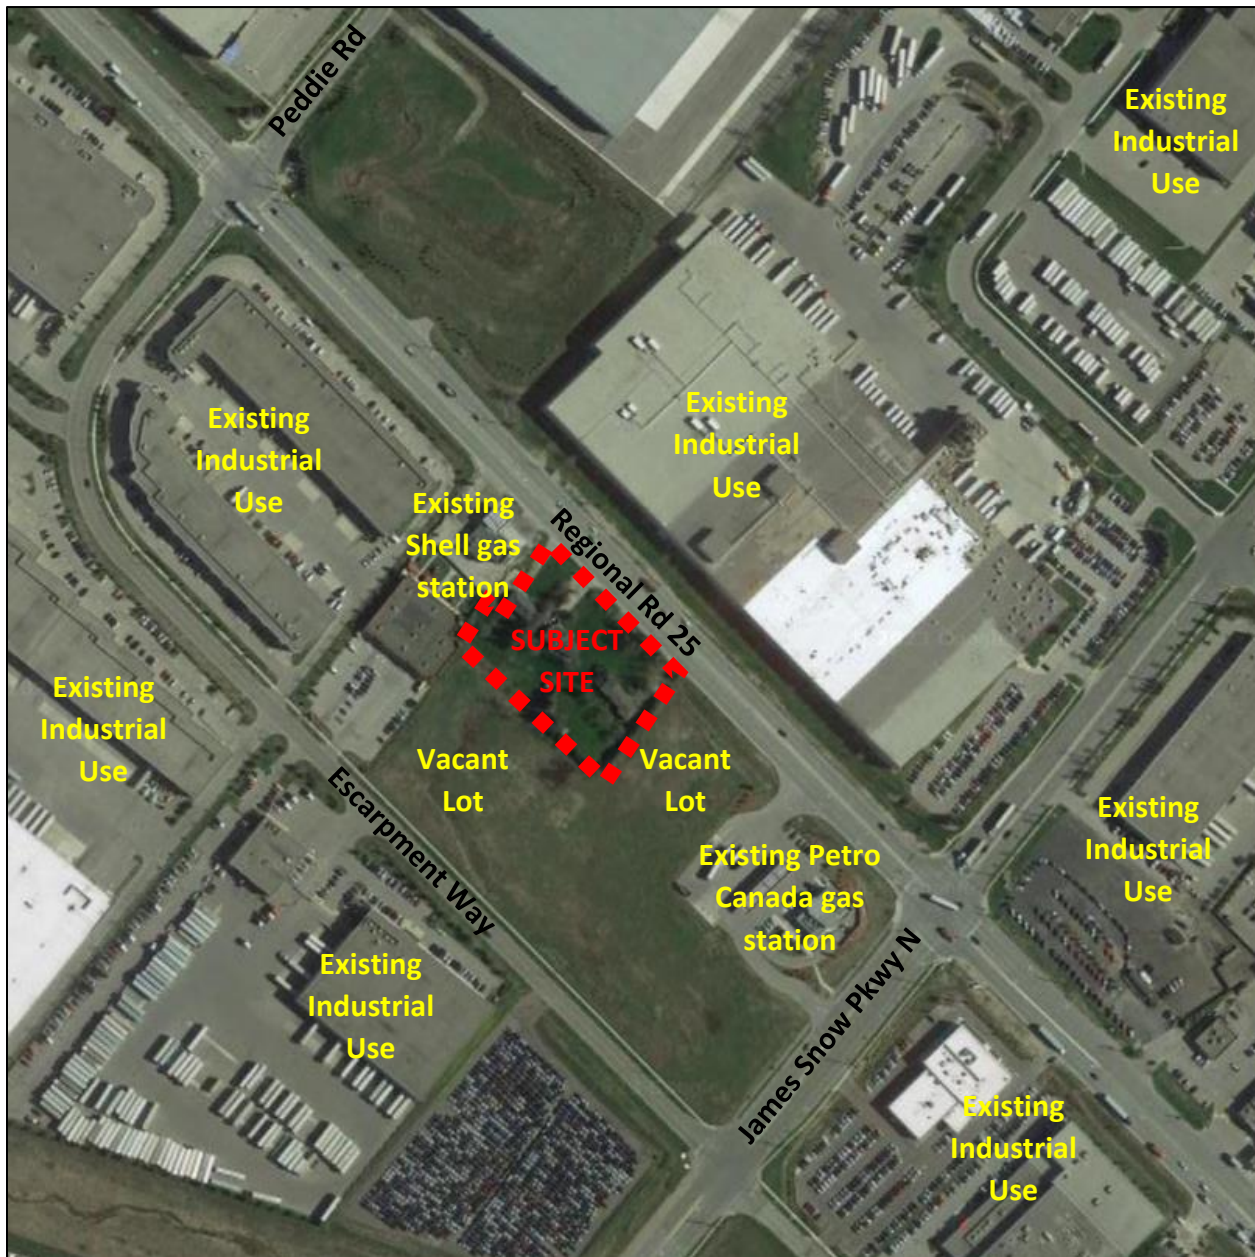 Peddie Rd
Existing
Industrial
Use
Existing
Industrial
Use
Existing
Industrial
Use
Existing
Shell gas
station
Regional Rd 25
SUBJECT
SITE
Existing
Industrial
Use
Vacant
Lot
Vacant
Lot
Escarpment Way
Existing Petro
Canada gas
station
Existing
Industrial
Use
Existing
Industrial
Use
James Snow Pkwy N
Existing
Industrial
Use